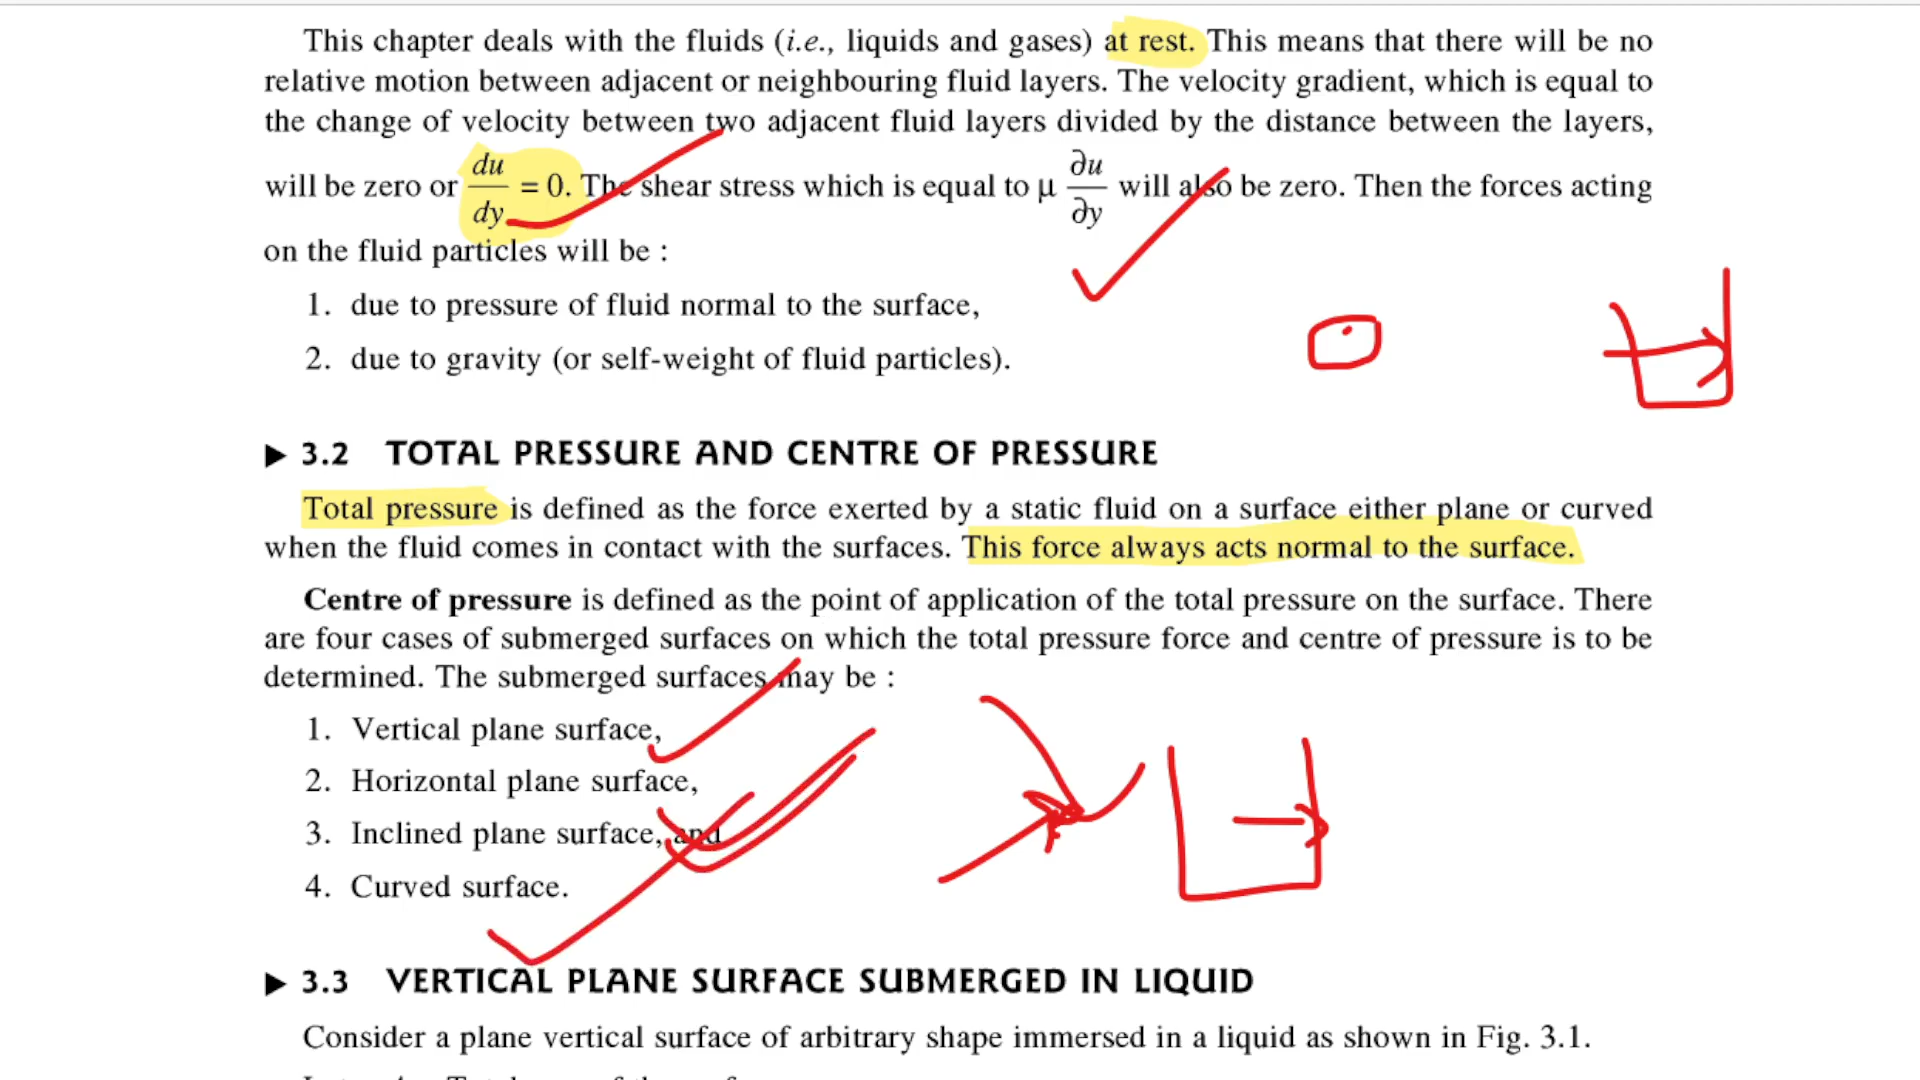 This chapter deals with the fluids (i.e., liquids and gases) at rest. This means that there will be no
relative motion between adjacent or neighbouring fluid layers. The velocity gradient, which is equal to
the change of velocity between two adjacent fluid layers divided by the distance between the layers,
will be zero or du/dy = 0. The shear stress which is equal to μ ∂u/∂y will also be zero. Then the forces acting
on the fluid particles will be :
1. due to pressure of fluid normal to the surface,
2. due to gravity (or self-weight of fluid particles).
▶ 3.2 TOTAL PRESSURE AND CENTRE OF PRESSURE
Total pressure is defined as the force exerted by a static fluid on a surface either plane or curved
when the fluid comes in contact with the surfaces. This force always acts normal to the surface.
Centre of pressure is defined as the point of application of the total pressure on the surface. There
are four cases of submerged surfaces on which the total pressure force and centre of pressure is to be
determined. The submerged surfaces may be :
1. Vertical plane surface,
2. Horizontal plane surface,
3. Inclined plane surface, and
4. Curved surface.
▶ 3.3 VERTICAL PLANE SURFACE SUBMERGED IN LIQUID
Consider a plane vertical surface of arbitrary shape immersed in a liquid as shown in Fig. 3.1.